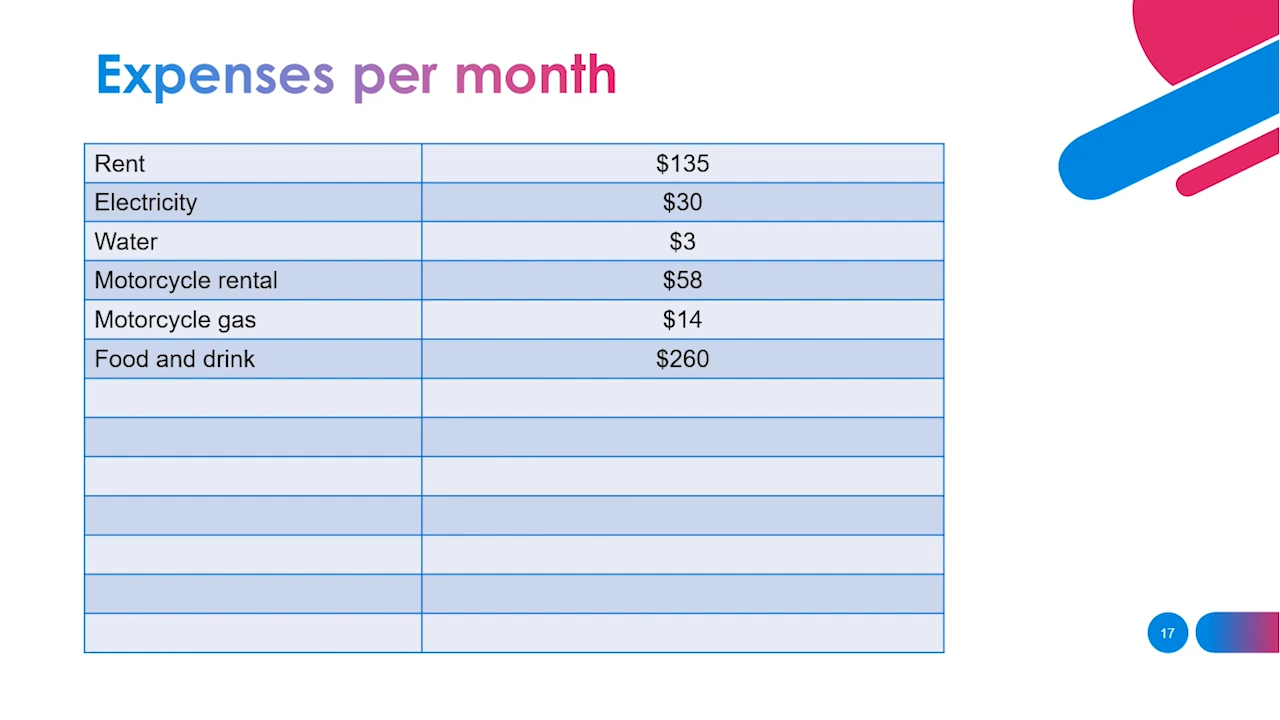 Expenses per month
Rent $135
Electricity $30
Water $3
Motorcycle rental $58
Motorcycle gas $14
Food and drink $260
17